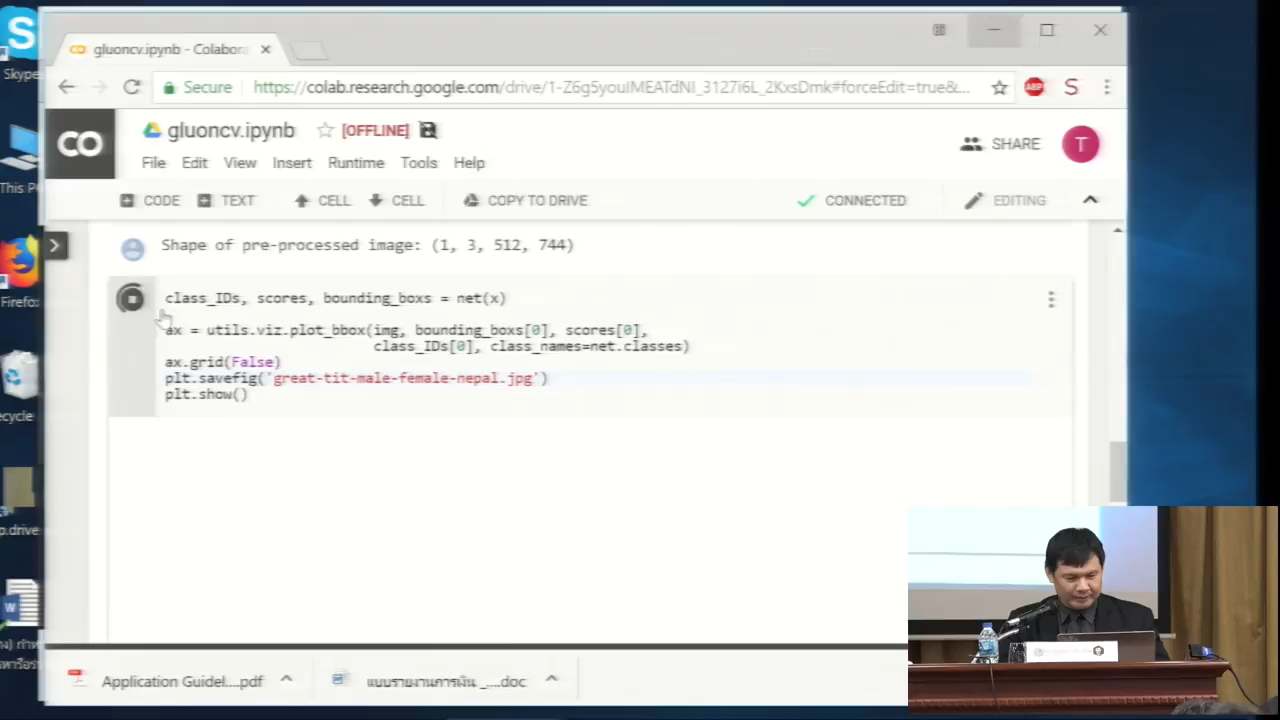 S
Skype
gluoncv.ipynb - Colabora
Secure
https://colab.research.google.com/drive/1-Z6g5youIMEATdNI_3127i6L_2KxsDmk#forceEdit=true&...
ABP
S
CO
gluoncv.ipynb
[OFFLINE]
SHARE
T
File Edit View Insert Runtime Tools Help
CODE TEXT CELL CELL COPY TO DRIVE CONNECTED EDITING
This P
Shape of pre-processed image: (1, 3, 512, 744)
Firefo
class_IDs, scores, bounding_boxs = net(x)
ax = utils.viz.plot_bbox(img, bounding_boxs[0], scores[0],
class_IDs[0], class_names=net.classes)
ax.grid(False)
plt.savefig('great-tit-male-female-nepal.jpg')
plt.show()
ecycle
p.drive
W
Application Guidel....pdf
แบบรายงานการเงิน _....doc